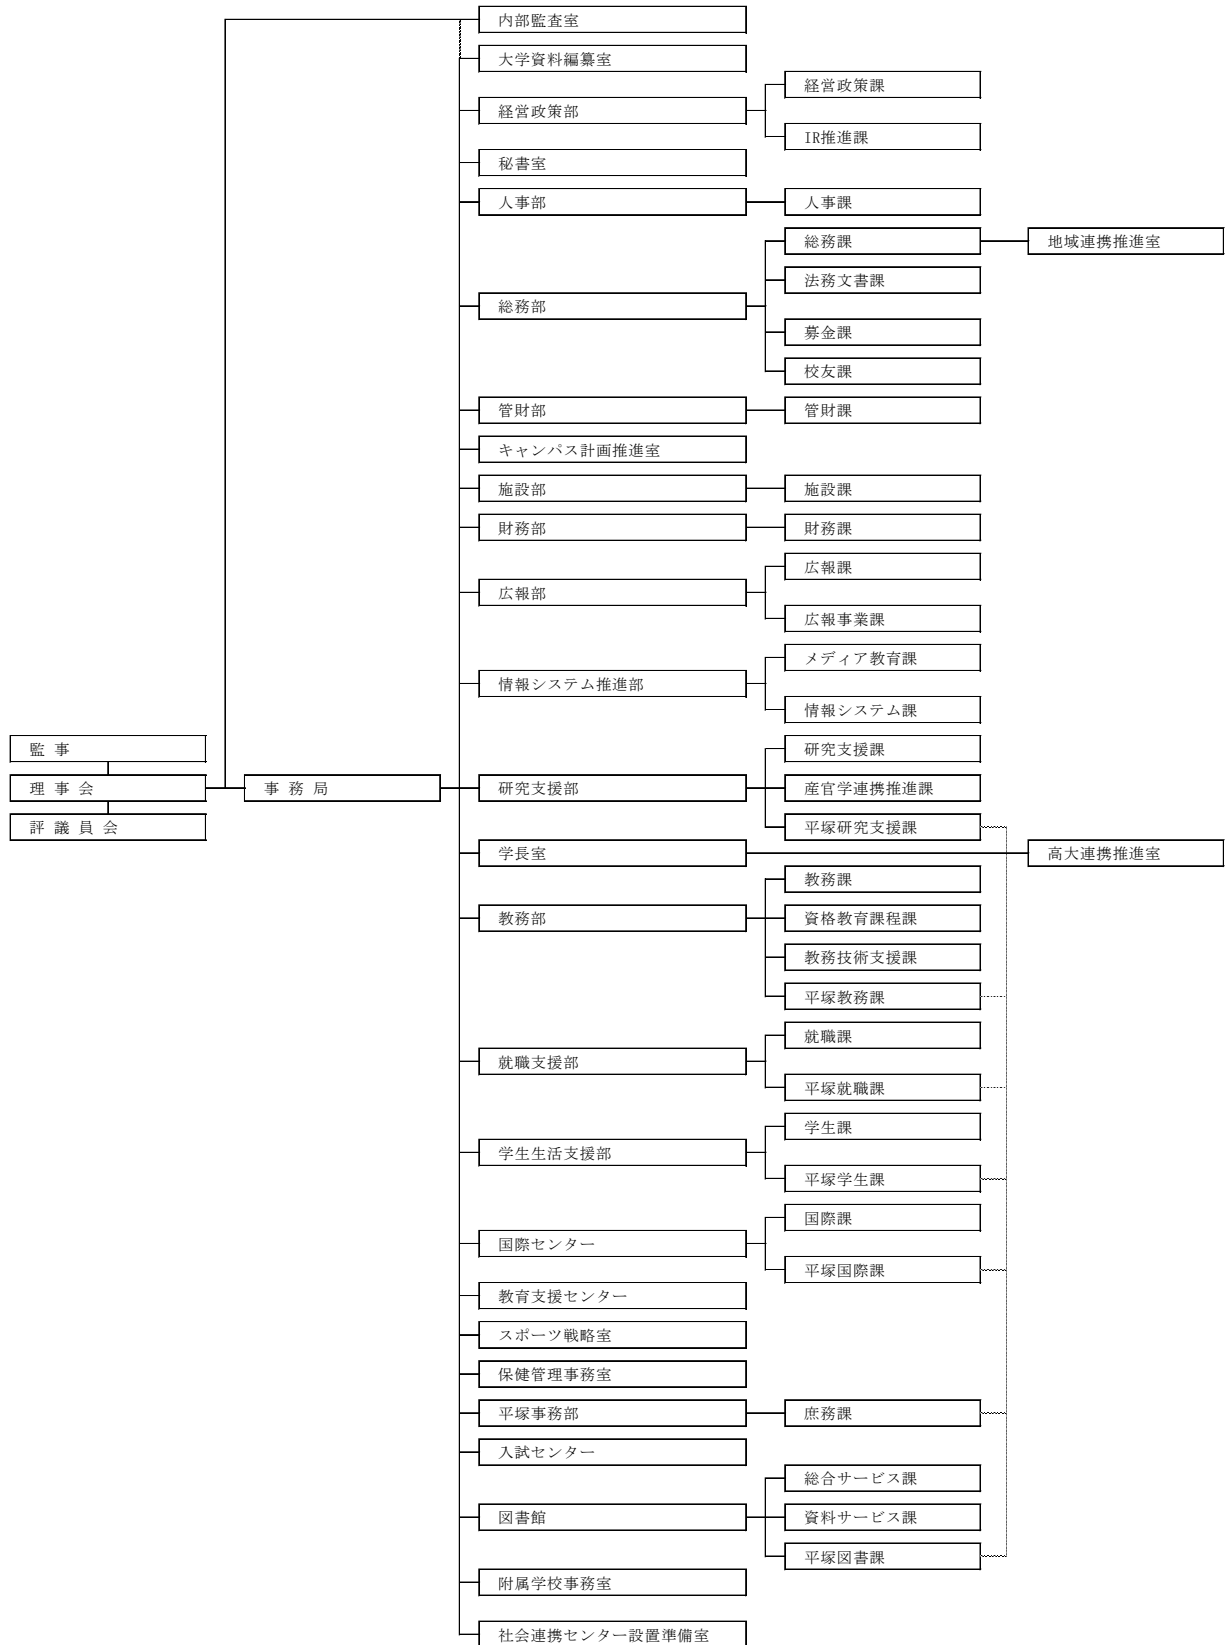 内部監査室
大学資料編纂室
経営政策課
経営政策部
IR推進課
秘書室
人事部 人事課
総務課 地域連携推進室
法務文書課
総務部
募金課
校友課
管財部 管財課
キャンパス計画推進室
施設部 施設課
財務部 財務課
広報課
広報部
広報事業課
メディア教育課
情報システム推進部
情報システム課
監 事 研究支援課
理 事 会 事 務 局 研究支援部 産官学連携推進課
評 議 員 会 平塚研究支援課
学長室 高大連携推進室
教務課
教務部 資格教育課程課
教務技術支援課
平塚教務課
就職課
就職支援部
平塚就職課
学生課
学生生活支援部
平塚学生課
国際課
国際センター
平塚国際課
教育支援センター
スポーツ戦略室
保健管理事務室
平塚事務部 庶務課
入試センター
総合サービス課
図書館 資料サービス課
平塚図書課
附属学校事務室
社会連携センター設置準備室